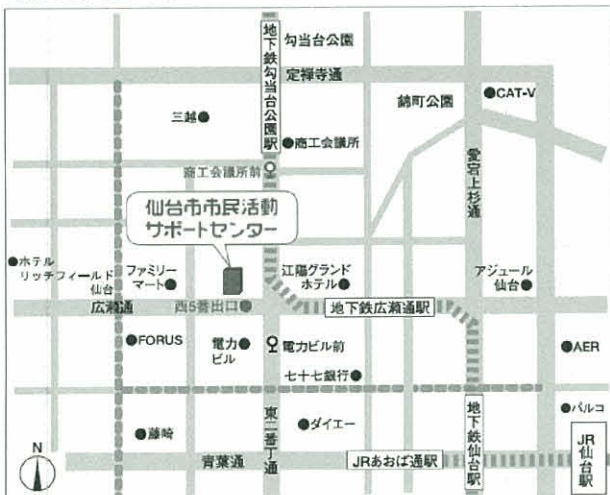 勾当台公園
地下鉄勾当台公園駅
定禅寺通
錦町公園
●CAT-V
三越●
●商工会議所
商工会議所前
愛宮上杉通
仙台市市民活動
サポートセンター
●ホテル
リッチフィールド
仙台
ファミリー
マート●
江陽グランド
ホテル●
アジュール
仙台●
広瀬通
西5番出口●
地下鉄広瀬通駅
●FORUS
電力●
ビル
電力ビル前
●AER
七十七銀行●
●パルコ
●藤崎
東二番丁通
●ダイエー
地下鉄仙台駅
N
青葉通
JRあおば通駅
JR
仙台駅